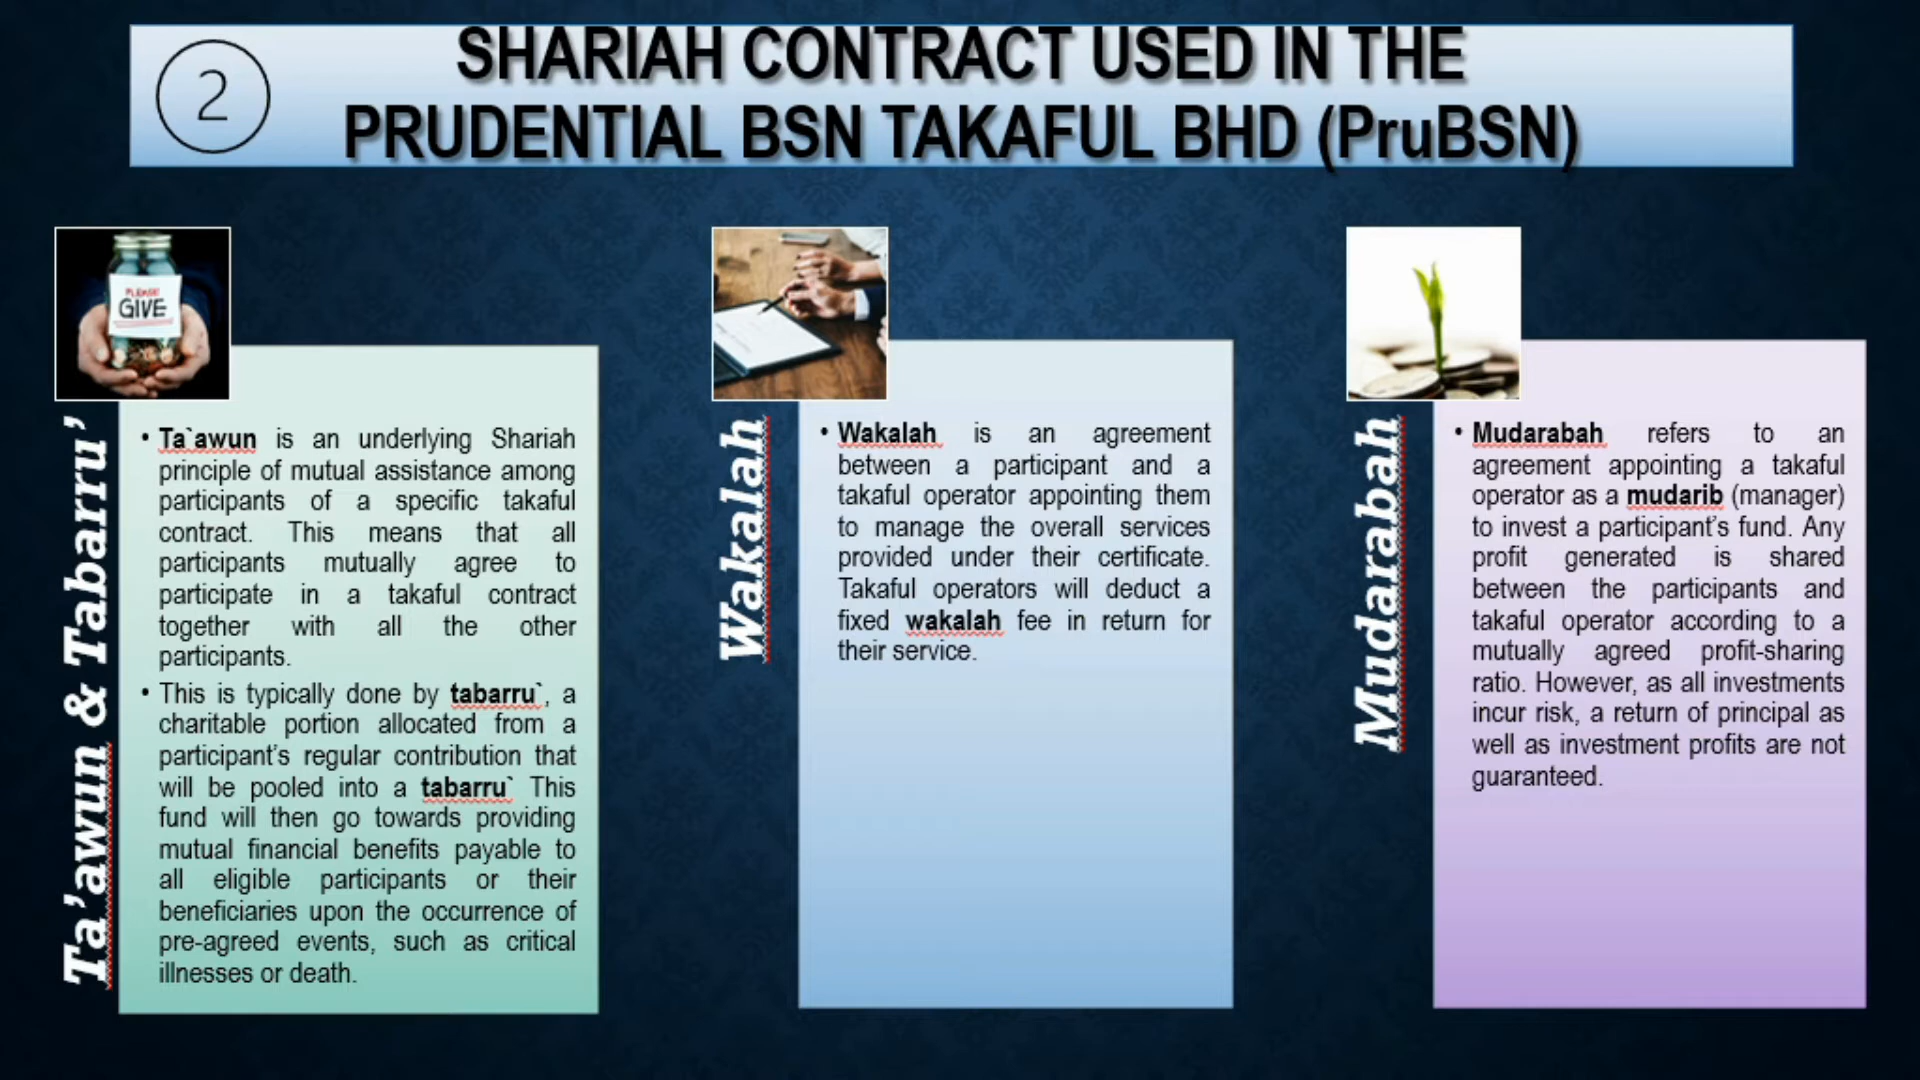 2
SHARIAH CONTRACT USED IN THE
PRUDENTIAL BSN TAKAFUL BHD (PruBSN)
PLEASE
GIVE
Ta’awun & Tabarru’
• Ta`awun is an underlying Shariah
principle of mutual assistance among
participants of a specific takaful
contract. This means that all
participants mutually agree to
participate in a takaful contract
together with all the other
participants.
• This is typically done by tabarru`, a
charitable portion allocated from a
participant’s regular contribution that
will be pooled into a tabarru` This
fund will then go towards providing
mutual financial benefits payable to
all eligible participants or their
beneficiaries upon the occurrence of
pre-agreed events, such as critical
illnesses or death.
Wakalah
• Wakalah is an agreement
between a participant and a
takaful operator appointing them
to manage the overall services
provided under their certificate.
Takaful operators will deduct a
fixed wakalah fee in return for
their service.
Mudarabah
• Mudarabah refers to an
agreement appointing a takaful
operator as a mudarib (manager)
to invest a participant’s fund. Any
profit generated is shared
between the participants and
takaful operator according to a
mutually agreed profit-sharing
ratio. However, as all investments
incur risk, a return of principal as
well as investment profits are not
guaranteed.